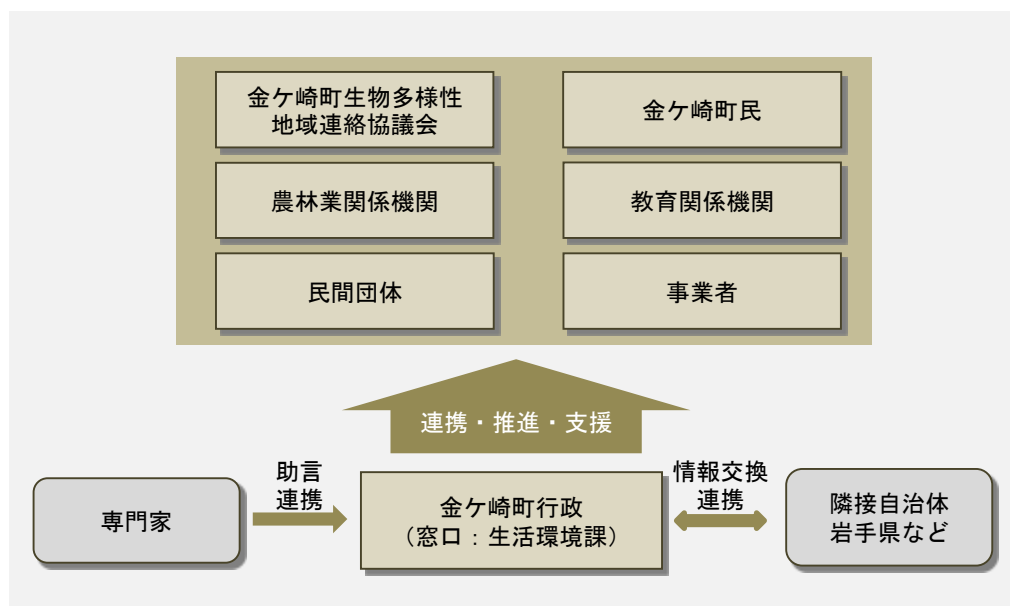 金ケ崎町生物多様性
地域連絡協議会
金ケ崎町民
農林業関係機関
教育関係機関
民間団体
事業者
連携・推進・支援
専門家
助言
連携
金ケ崎町行政
(窓口：生活環境課)
情報交換
連携
隣接自治体
岩手県など